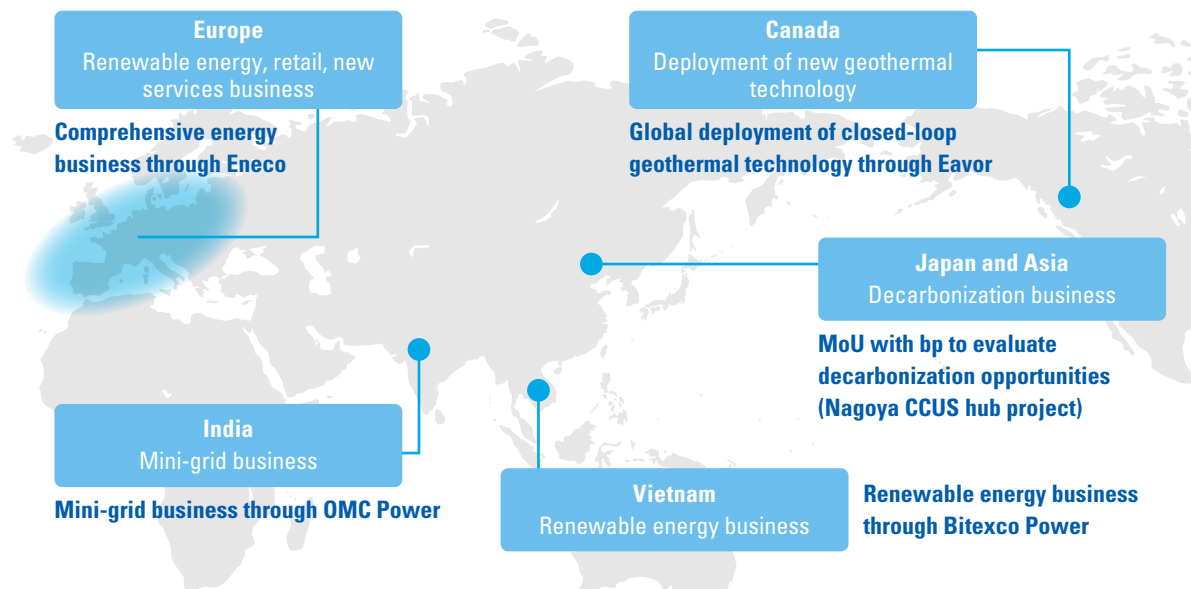 Europe
Renewable energy, retail, new
services business
Comprehensive energy
business through Eneco
Canada
Deployment of new geothermal
technology
Global deployment of closed-loop
geothermal technology through Eavor
Japan and Asia
Decarbonization business
MoU with bp to evaluate
decarbonization opportunities
(Nagoya CCUS hub project)
India
Mini-grid business
Mini-grid business through OMC Power
Vietnam
Renewable energy business
Renewable energy business
through Bitexco Power